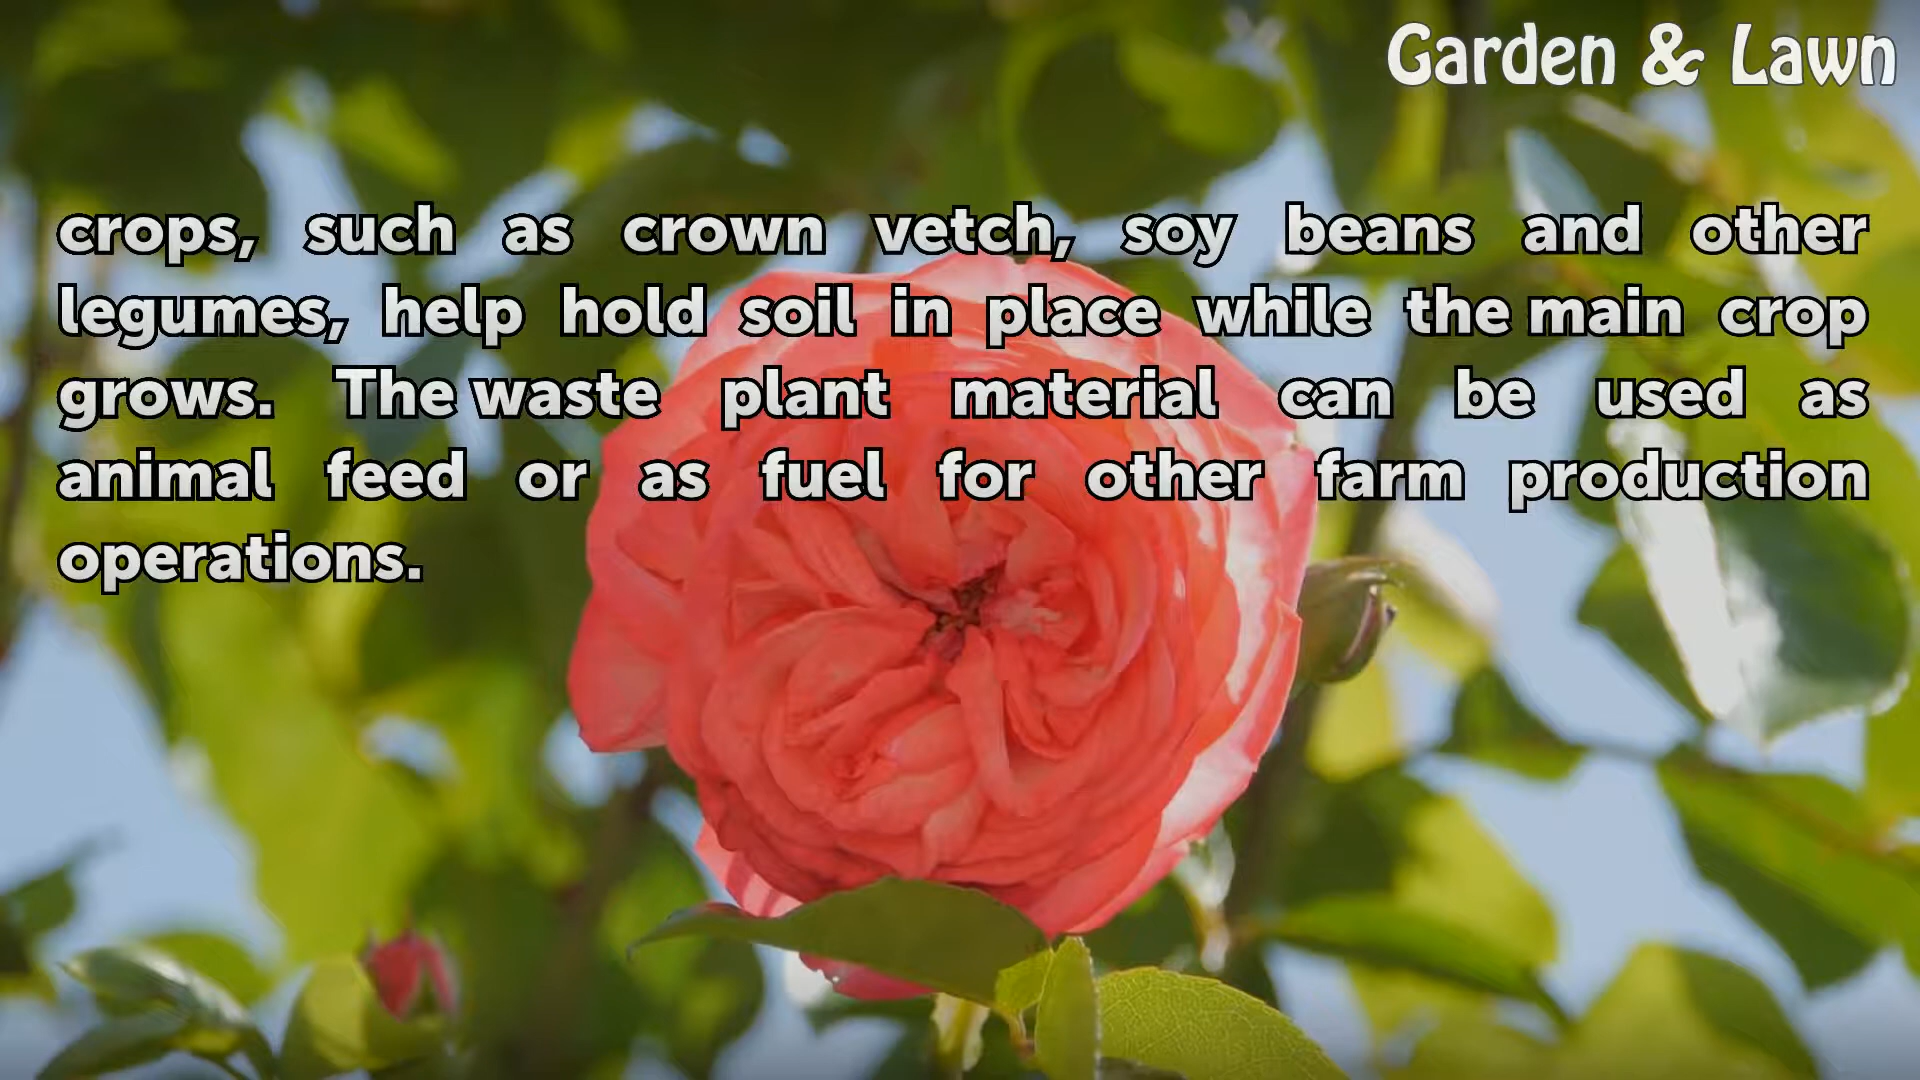 Garden & Lawn
crops, such as crown vetch, soy beans and other
legumes, help hold soil in place while the main crop
grows. The waste plant material can be used as
animal feed or as fuel for other farm production
operations.